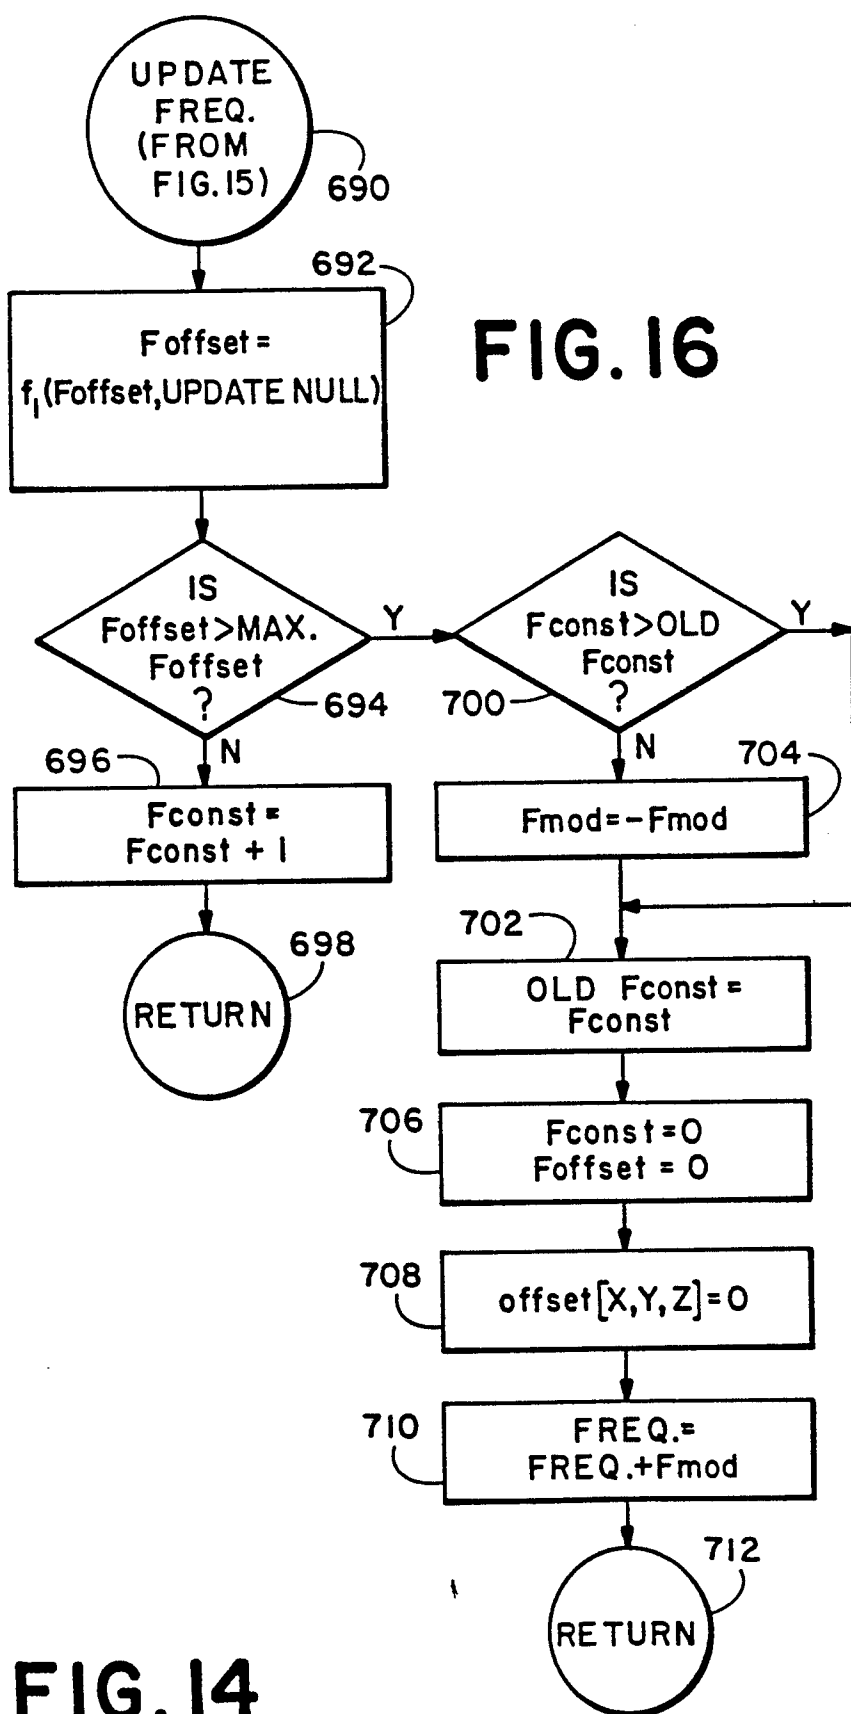 UPDATE
FREQ.
(FROM
FIG.15)
690
692
Foffset =
f1(Foffset,UPDATE NULL)
FIG. 16
IS
Foffset>MAX.
Foffset
?
694
Y
N
696
Fconst =
Fconst + 1
698
RETURN
IS
Fconst>OLD
Fconst
?
700
Y
N
704
Fmod=-Fmod
702
OLD Fconst =
Fconst
706
Fconst=0
Foffset = 0
708
offset[X,Y,Z]=0
710
FREQ.=
FREQ.+Fmod
712
RETURN
FIG. 14